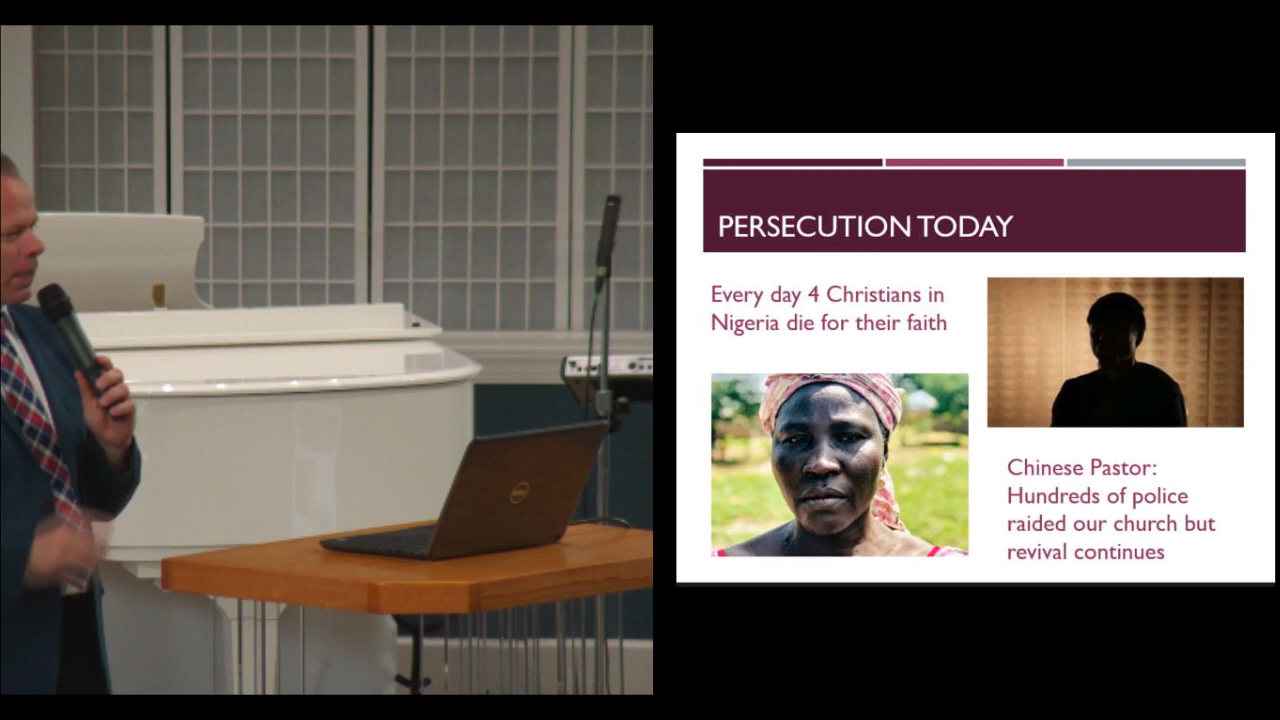 PERSECUTION TODAY
Every day 4 Christians in
Nigeria die for their faith
Chinese Pastor:
Hundreds of police
raided our church but
revival continues
DELL